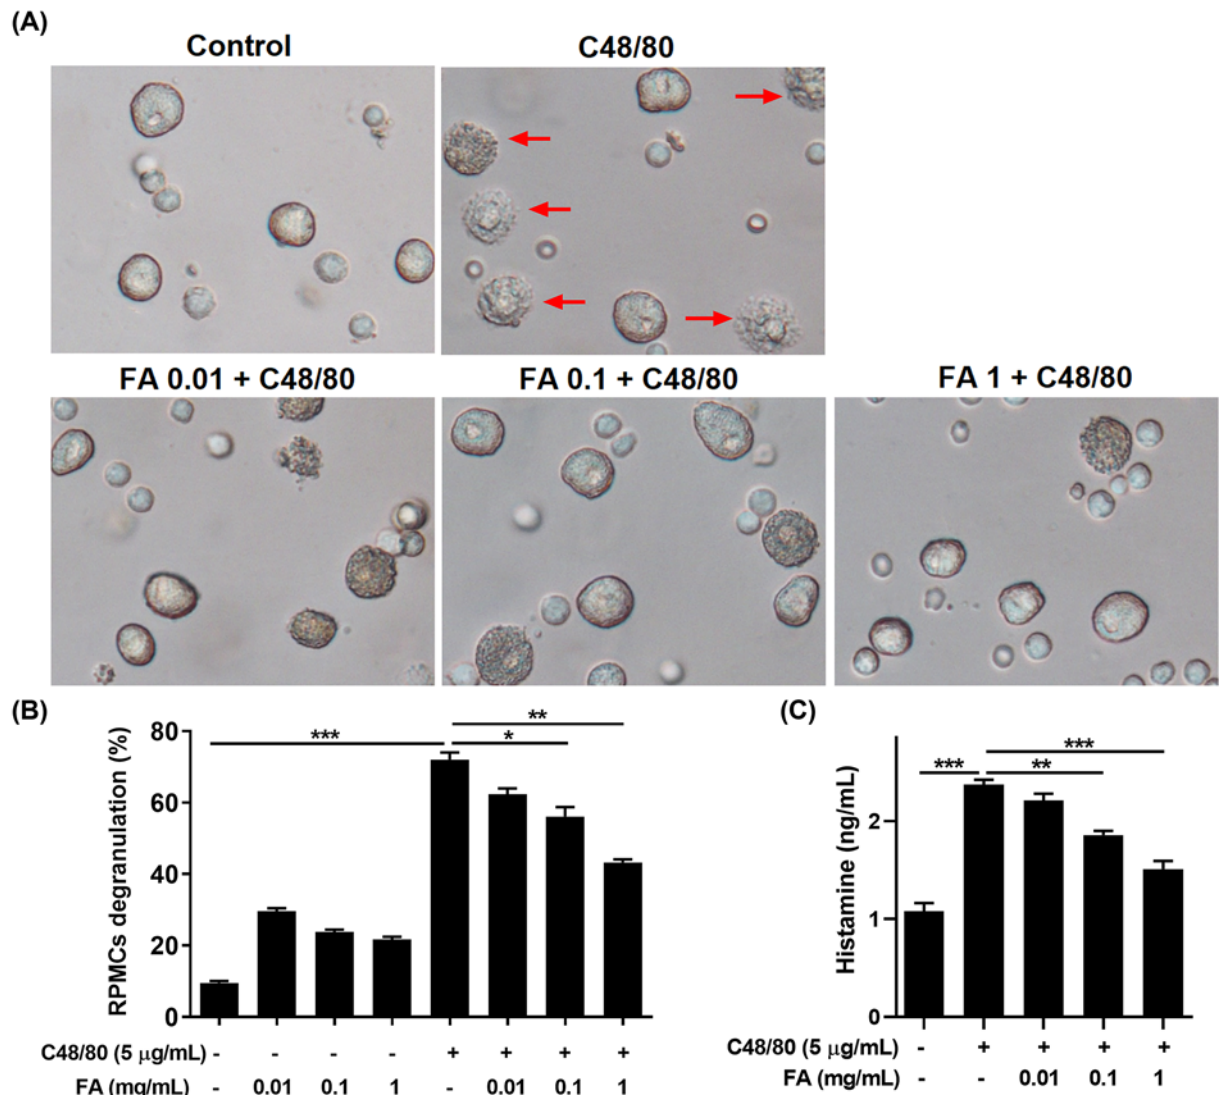 (A)
Control
C48/80
FA 0.01 + C48/80
FA 0.1 + C48/80
FA 1 + C48/80
(B)
RPMCs degranulation (%)
80
60
40
20
0
***
**
*
C48/80 (5 μg/mL) - - - - + + + +
FA (mg/mL) - 0.01 0.1 1 - 0.01 0.1 1
(C)
Histamine (ng/mL)
2
1
0
***
***
**
C48/80 (5 μg/mL) - + + + +
FA (mg/mL) - - 0.01 0.1 1